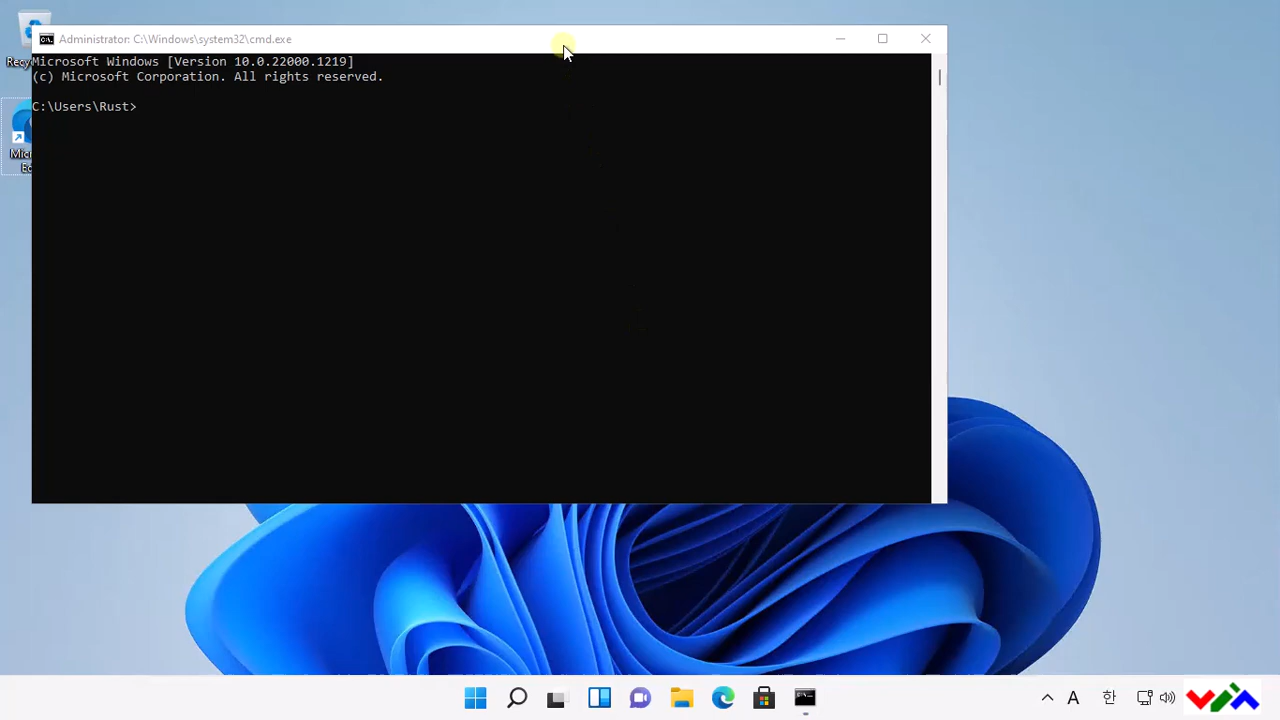 Administrator: C:\Windows\system32\cmd.exe
Microsoft Windows [Version 10.0.22000.1219]
(c) Microsoft Corporation. All rights reserved.
C:\Users\Rust>
A
한